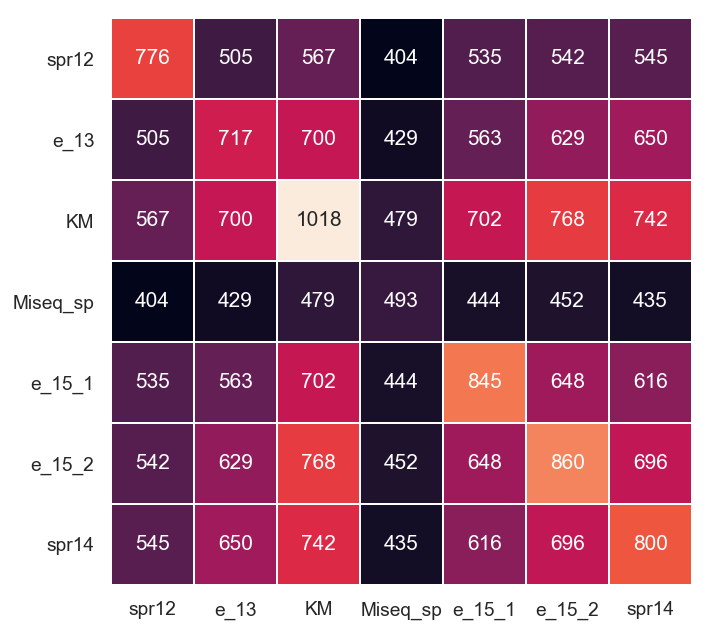 spr12 776 505 567 404 535 542 545
e_13 505 717 700 429 563 629 650
KM 567 700 1018 479 702 768 742
Miseq_sp 404 429 479 493 444 452 435
e_15_1 535 563 702 444 845 648 616
e_15_2 542 629 768 452 648 860 696
spr14 545 650 742 435 616 696 800
spr12 e_13 KM Miseq_sp e_15_1 e_15_2 spr14